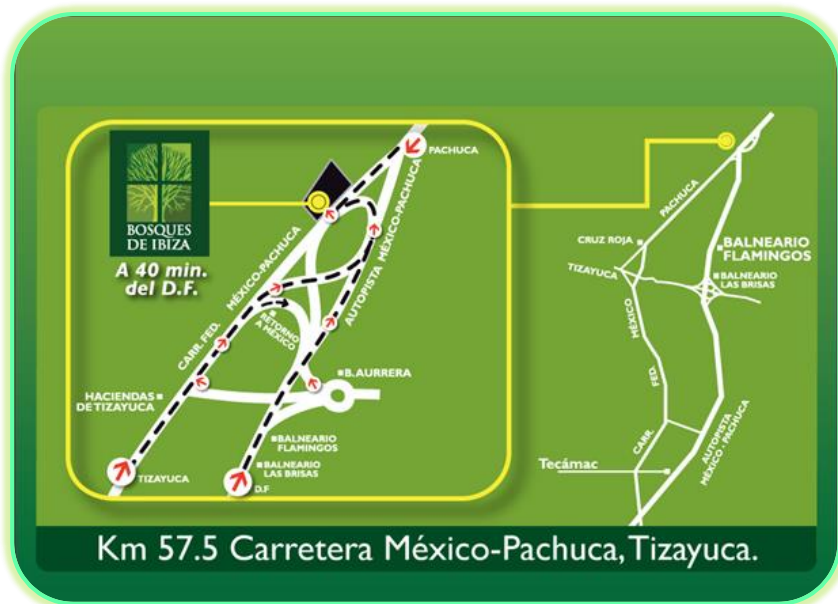 BOSQUES
DE IBÏZA
A 40 min.
del D.F.
PACHUCA
MÉXICO-PACHUCA
AUTOPISTA MÉXICO-PACHUCA
CARR. FED.
RETORNO
A MÉXICO
B. AURRERA
HACIENDAS
DE TIZAYUCA
BALNEARIO
FLAMINGOS
BALNEARIO
LAS BRISAS
TIZAYUCA
D.F
PACHUCA
CRUZ ROJA
TIZAYUCA
BALNEARIO
FLAMINGOS
BALNEARIO
LAS BRISAS
MÉXICO
FED.
CARR.
AUTOPISTA
MÉXICO - PACHUCA
Tecámac
Km 57.5 Carretera México-Pachuca, Tizayuca.